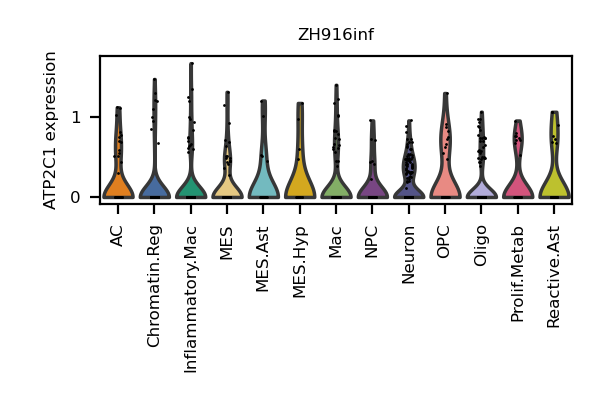 ZH916inf
ATP2C1 expression
1
0
AC
Chromatin.Reg
Inflammatory.Mac
MES
MES.Ast
MES.Hyp
Mac
NPC
Neuron
OPC
Oligo
Prolif.Metab
Reactive.Ast